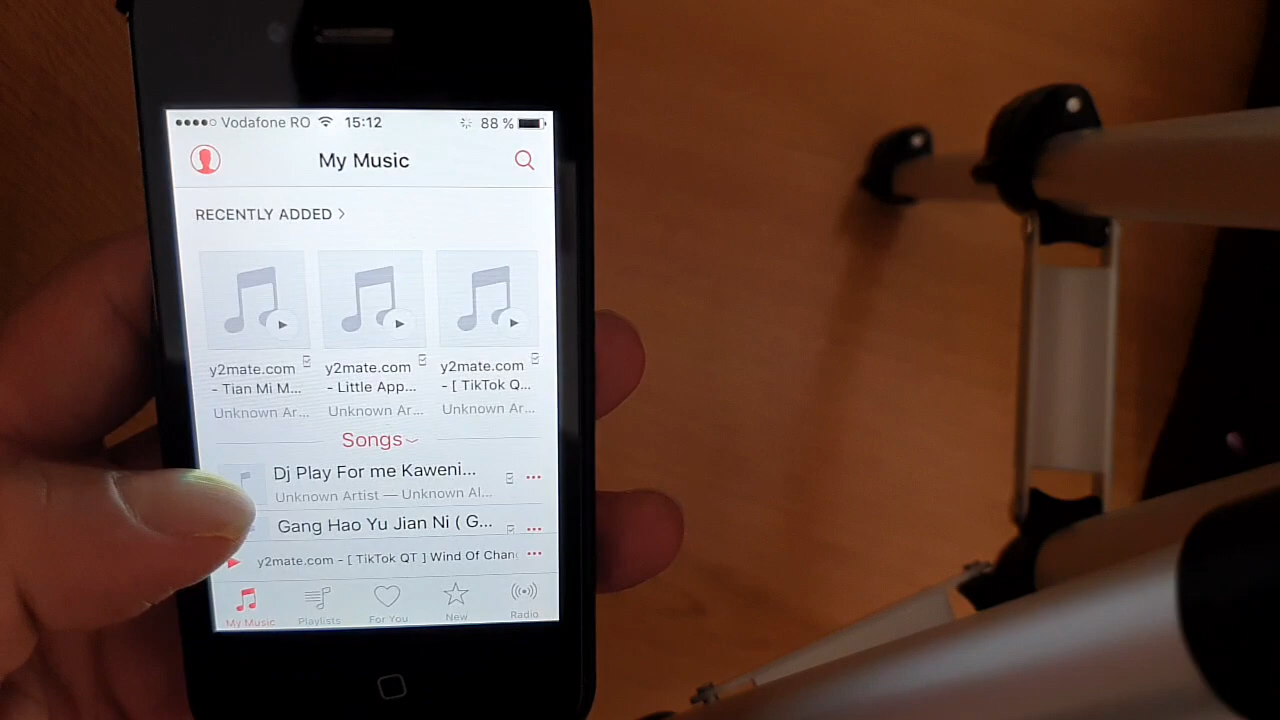 Vodafone RO 15:12 88 %
My Music
RECENTLY ADDED >
y2mate.com y2mate.com y2mate.com
- Tian Mi M... - Little App... - [ TikTok Q...
Unknown Ar... Unknown Ar... Unknown Ar...
Songs
Dj Play For me Kaweni...
Unknown Artist — Unknown Al...
Gang Hao Yu Jian Ni ( G...
y2mate.com - [ TikTok QT ] Wind Of Chan
My Music Playlists For You New Radio